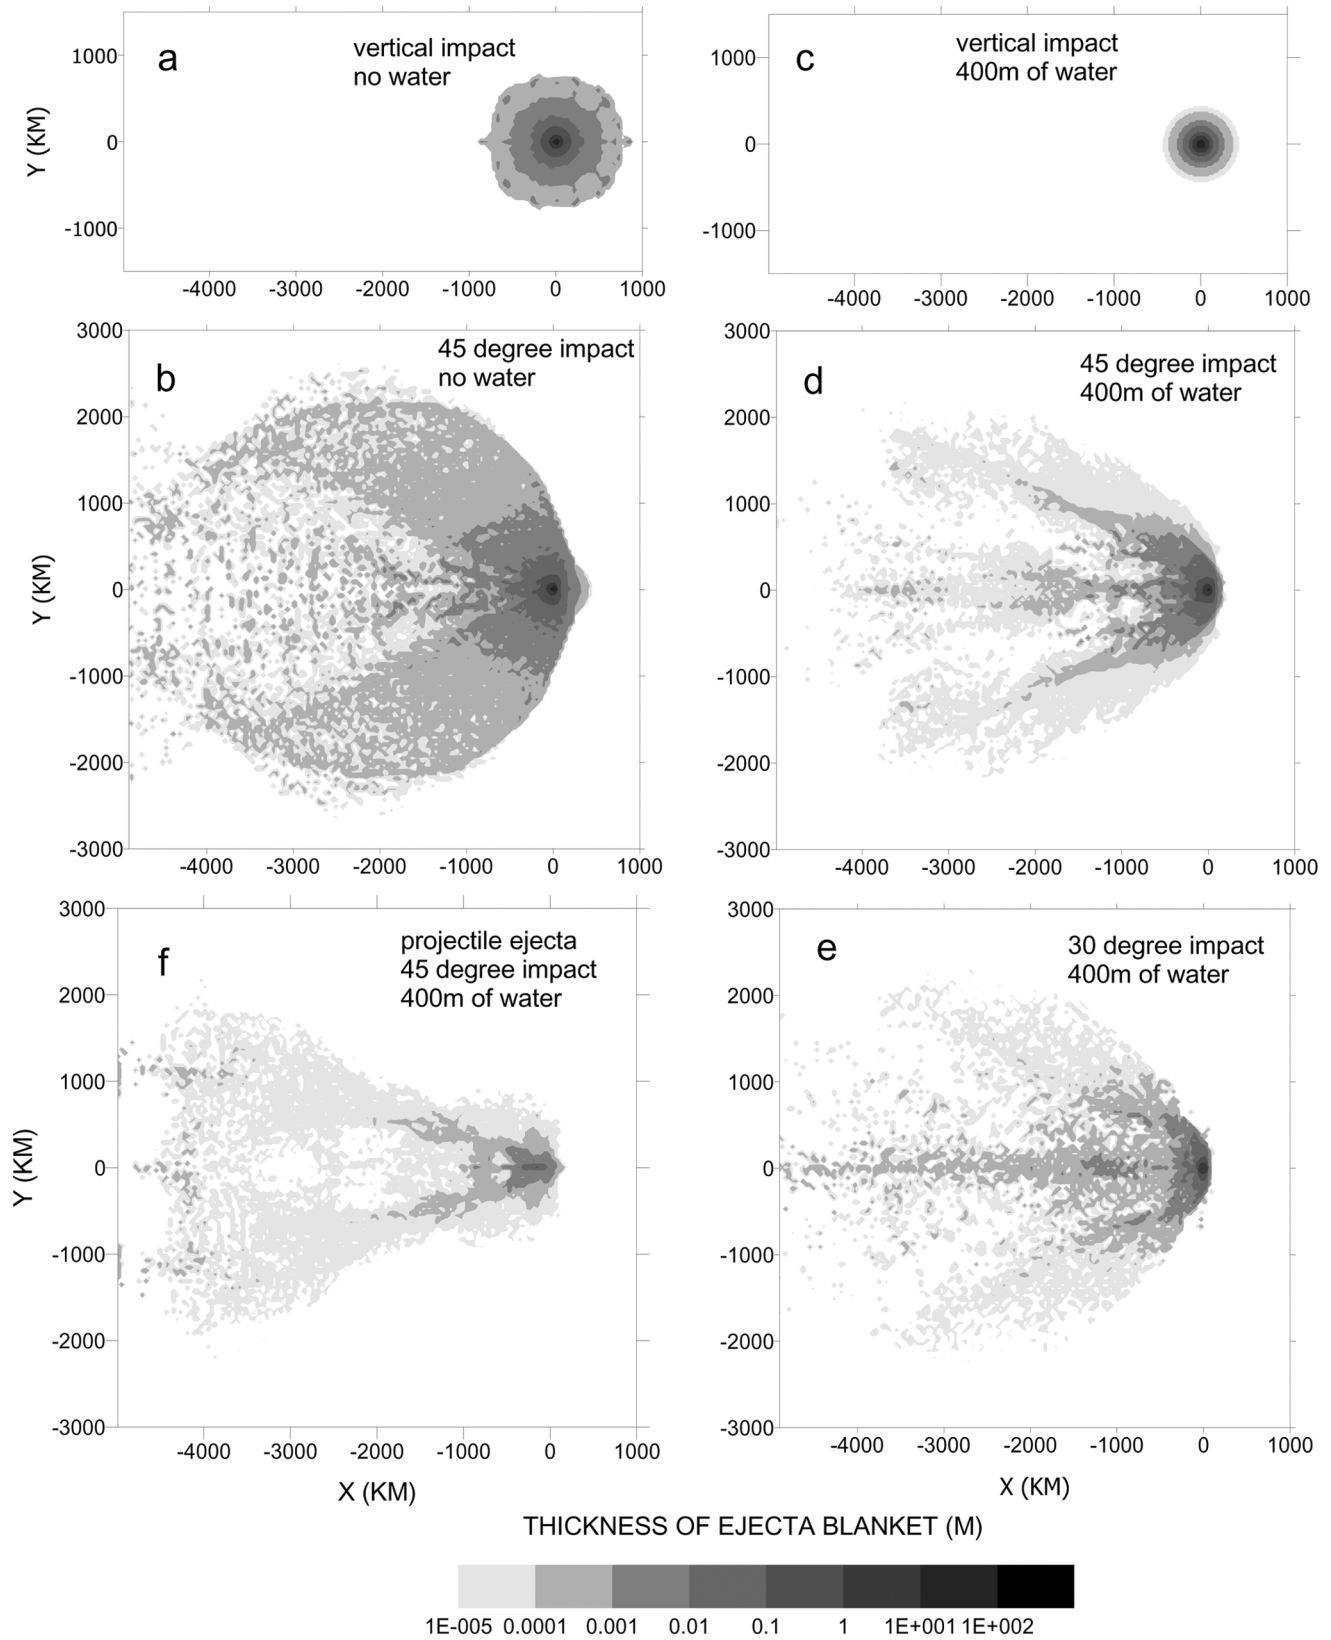 a
vertical impact
no water
1000
0
-1000
Y (KM)
-4000 -3000 -2000 -1000 0 1000
c
vertical impact
400m of water
1000
0
-1000
-4000 -3000 -2000 -1000 0 1000
b
45 degree impact
no water
3000
2000
1000
0
-1000
-2000
-3000
Y (KM)
-4000 -3000 -2000 -1000 0 1000
d
45 degree impact
400m of water
3000
2000
1000
0
-1000
-2000
-3000
-4000 -3000 -2000 -1000 0 1000
f
projectile ejecta
45 degree impact
400m of water
3000
2000
1000
0
-1000
-2000
-3000
Y (KM)
-4000 -3000 -2000 -1000 0 1000
X (KM)
e
30 degree impact
400m of water
3000
2000
1000
0
-1000
-2000
-3000
-4000 -3000 -2000 -1000 0 1000
X (KM)
THICKNESS OF EJECTA BLANKET (M)
1E-005 0.0001 0.001 0.01 0.1 1 1E+001 1E+002